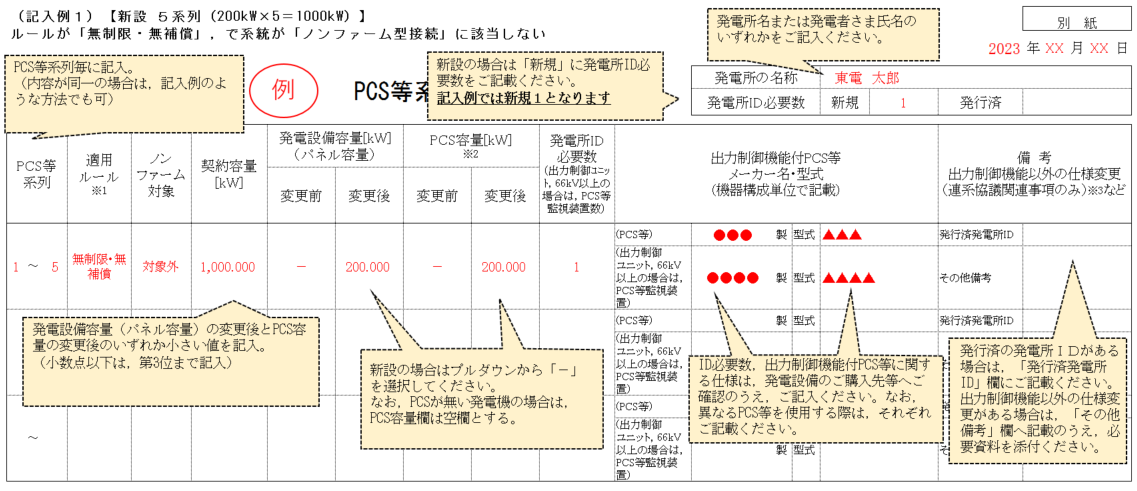 （記入例１）【新設 ５系列（200kW×5＝1000kW）】
ルールが「無制限・無補償」，で系統が「ノンファーム型接続」に該当しない
別 紙
2023 年 XX 月 XX 日
発電所名または発電者さま氏名の
いずれかをご記入ください。
PCS等系列毎に記入。
（内容が同一の場合は，記入例のよ
うな方法でも可）
例
PCS等系
新設の場合は「新規」に発電所ID必
要数をご記載ください。
記入例では新規１となります
発電所の名称
東電 太郎
発電所ID必要数
新規
1
発行済
PCS等
系列
適用
ルール
※1
ノン
ファーム
対象
契約容量
[kW]
発電設備容量[kW]
（パネル容量）
変更前
変更後
PCS容量[kW]
※2
変更前
変更後
発電所ID
必要数
(出力制御ユニッ
ト，66kV以上の
場合は，PCS等
監視装置数)
出力制御機能付PCS等
メーカー名・型式
(機器構成単位で記載)
備 考
出力制御機能以外の仕様変更
(連系協議関連事項のみ)※3など
1 ～ 5
無制限・無
補償
対象外
1,000.000
－
200.000
－
200.000
1
(PCS等)
●●● 製 型式 ▲▲▲
発行済発電所ID
(出力制御
ユニット，66kV
以上の場合は，
PCS等監視装
置)
●●●● 製 型式 ▲▲▲▲
その他備考
(PCS等)
製 型式
発行済発電所ID
(出力制御
ユニット，66kV
以上の場合は，
PCS等監視装
置)
(PCS等)
～
(出力制御
ユニット，66kV
以上の場合は，
PCS等監視装
置)
製 型式
発電設備容量（パネル容量）の変更後とPCS容
量の変更後のいずれか小さい値を記入。
（小数点以下は，第3位まで記入）
新設の場合はプルダウンから「－」
を選択してください。
なお，PCSが無い発電機の場合は，
PCS容量欄は空欄とする。
ID必要数，出力制御機能付PCS等に関す
る仕様は，発電設備のご購入先等へご
確認のうえ，ご記入ください。なお，
異なるPCS等を使用する際は，それぞれ
ご記載ください。
発行済の発電所ＩＤがある
場合は，「発行済発電所
ID」欄にご記載ください。
出力制御機能以外の仕様変
更がある場合は，「その他
備考」欄へ記載のうえ，必
要資料を添付ください。